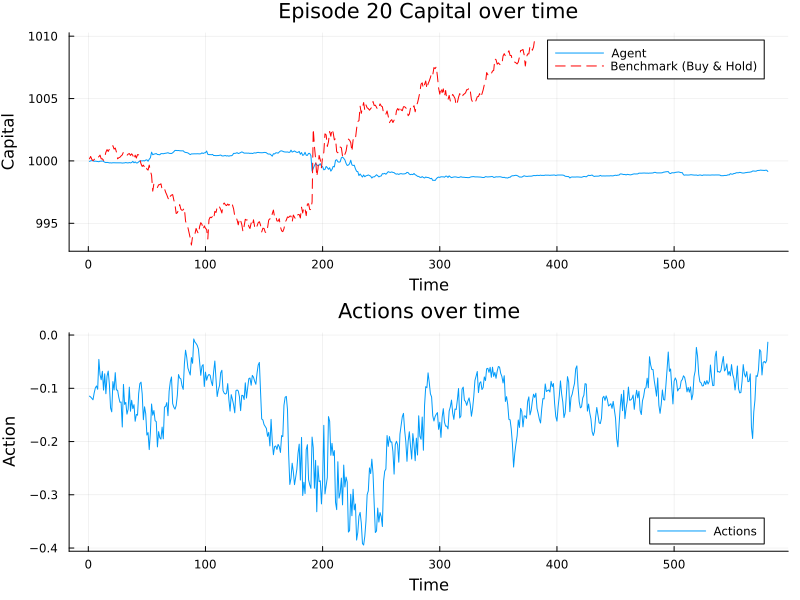 Episode 20 Capital over time
1010
1005
1000
995
Capital
Agent
Benchmark (Buy & Hold)
0 100 200 300 400 500
Time
Actions over time
0.0
−0.1
−0.2
−0.3
−0.4
Action
Actions
0 100 200 300 400 500
Time